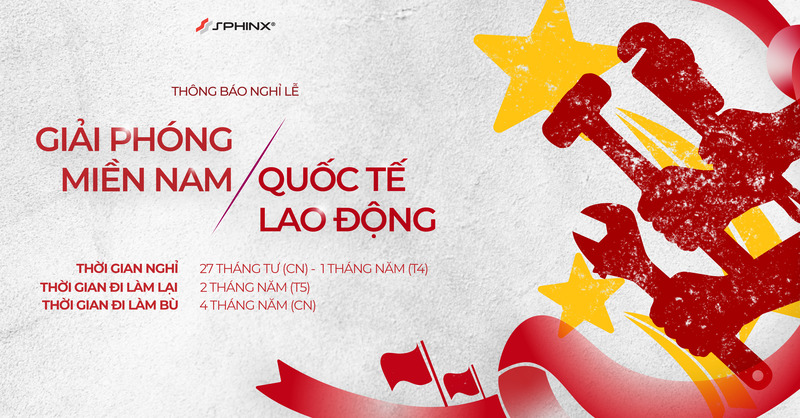 SPHINX®
THÔNG BÁO NGHỈ LỄ
GIẢI PHÓNG
MIỀN NAM
QUỐC TẾ
LAO ĐỘNG
THỜI GIAN NGHỈ 27 THÁNG TƯ (CN) - 1 THÁNG NĂM (T4)
THỜI GIAN ĐI LÀM LẠI 2 THÁNG NĂM (T5)
THỜI GIAN ĐI LÀM BÙ 4 THÁNG NĂM (CN)